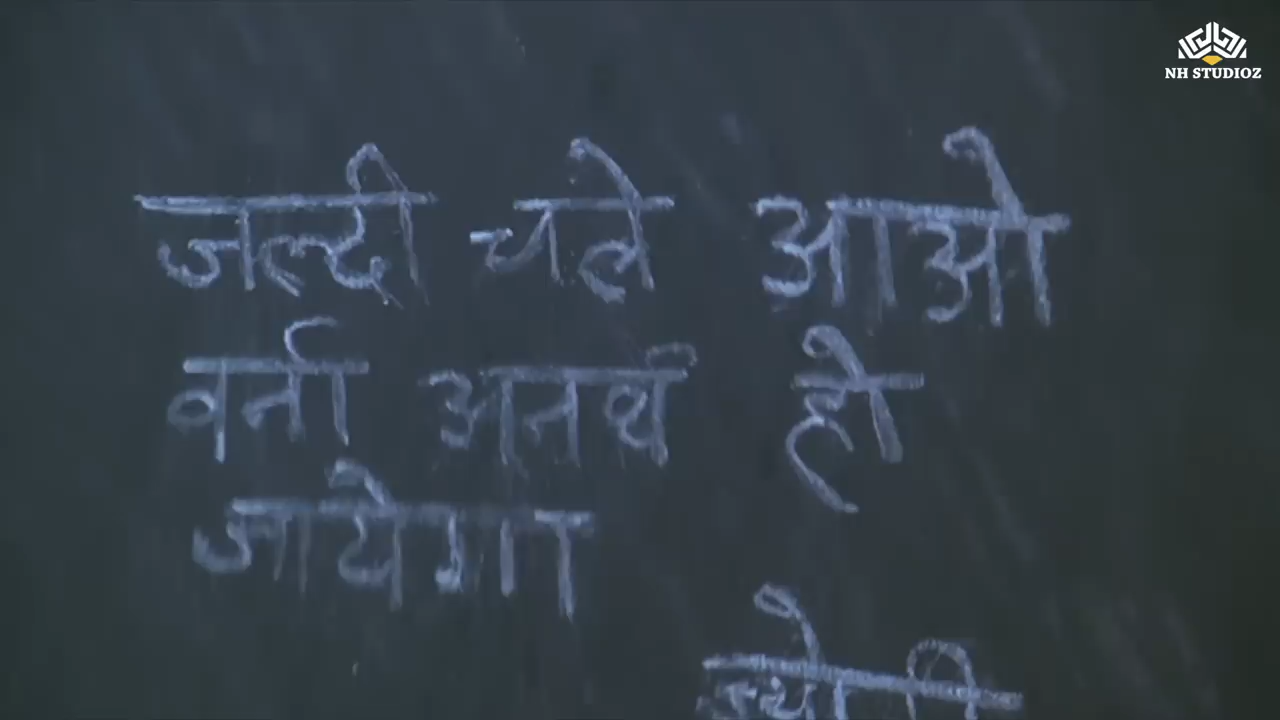 NH STUDIOZ
जल्दी चले आओ
वर्ना अनर्थ हो
जायेगा